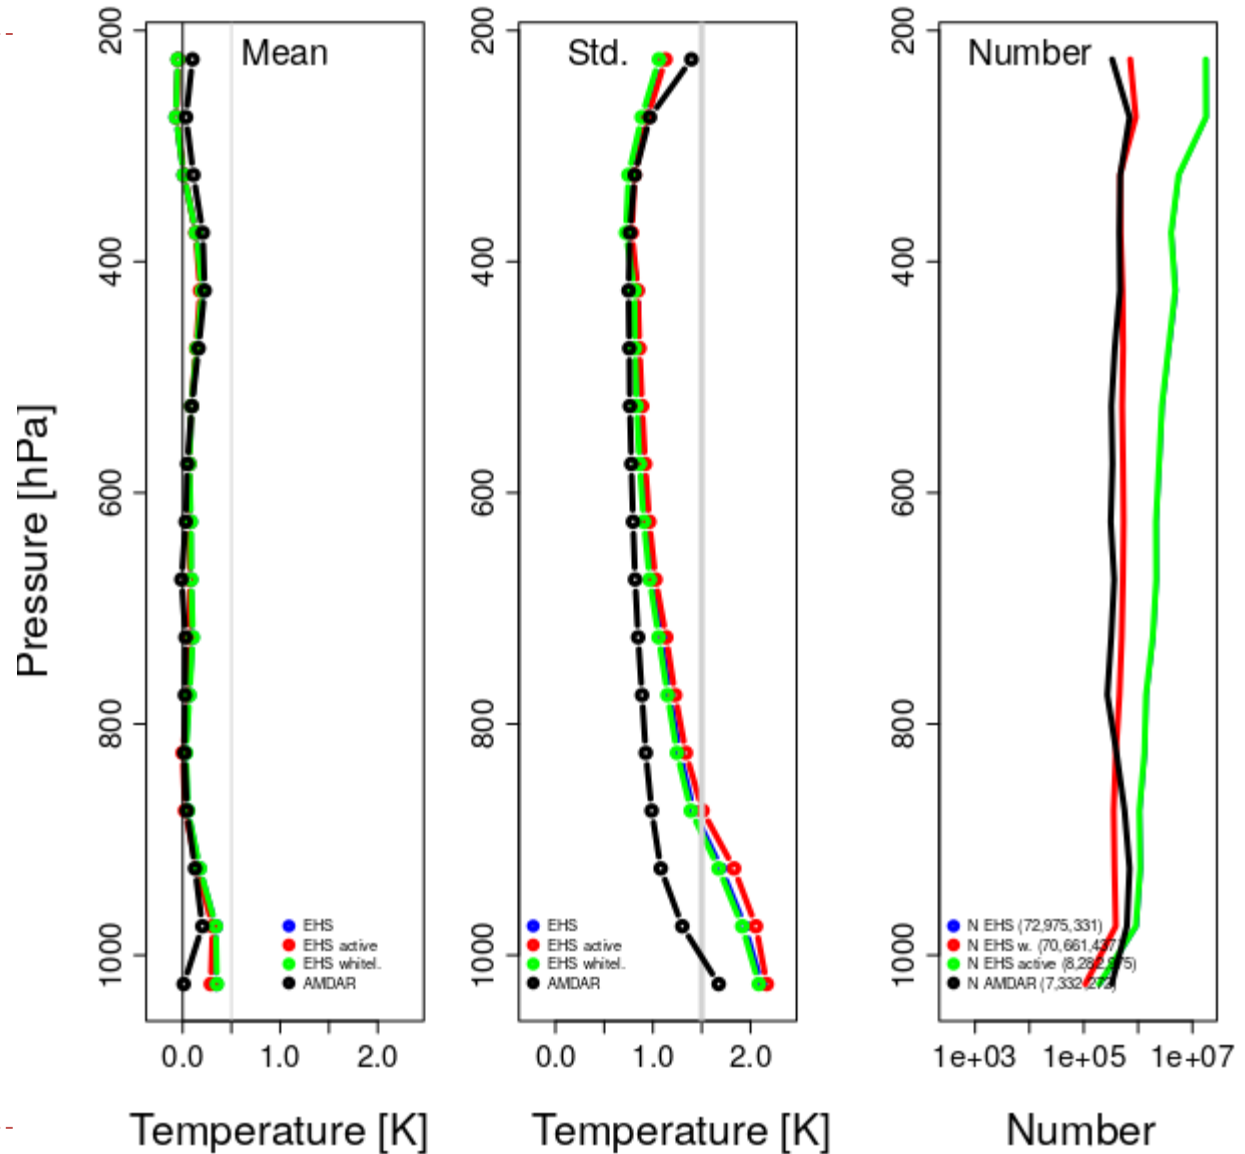 Mean
Std.
Number
Pressure [hPa]
200
400
600
800
1000
200
400
600
800
1000
200
400
600
800
1000
EHS
EHS active
EHS whitel.
AMDAR
EHS
EHS active
EHS whitel.
AMDAR
N EHS (72,975,331)
N EHS w. (70,661,437)
N EHS active (8,282,975)
N AMDAR (7,332,272)
0.0 1.0 2.0
0.0 1.0 2.0
1e+03 1e+05 1e+07
Temperature [K]
Temperature [K]
Number